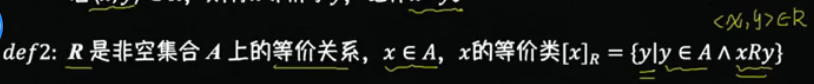 <x,y>∈R
def2: R 是非空集合 A 上的等价关系，x ∈ A，x的等价类[x]_R = {y|y ∈ A ∧ xRy}